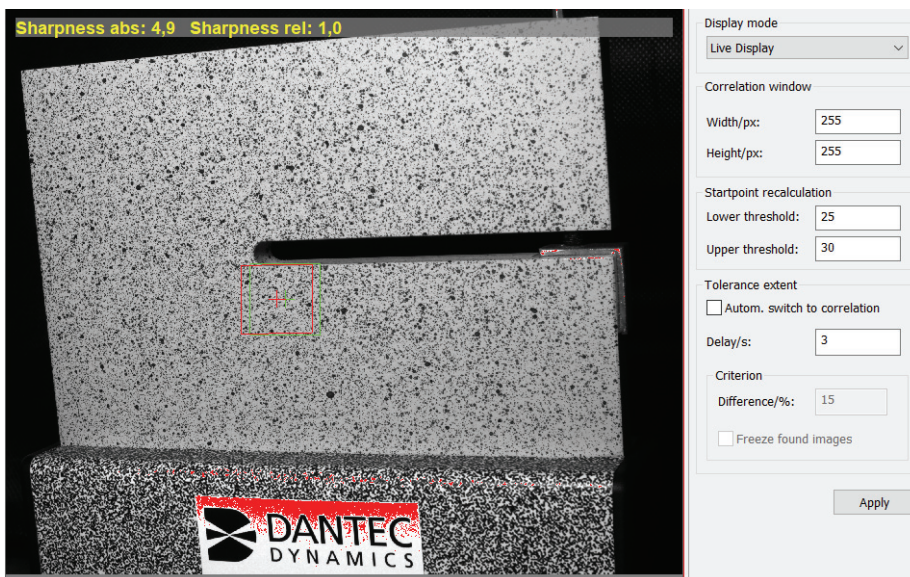 Sharpness abs: 4,9 Sharpness rel: 1,0
DANTEC
DYNAMICS
Display mode
Live Display
Correlation window
Width/px: 255
Height/px: 255
Startpoint recalculation
Lower threshold: 25
Upper threshold: 30
Tolerance extent
Autom. switch to correlation
Delay/s: 3
Criterion
Difference/%: 15
Freeze found images
Apply